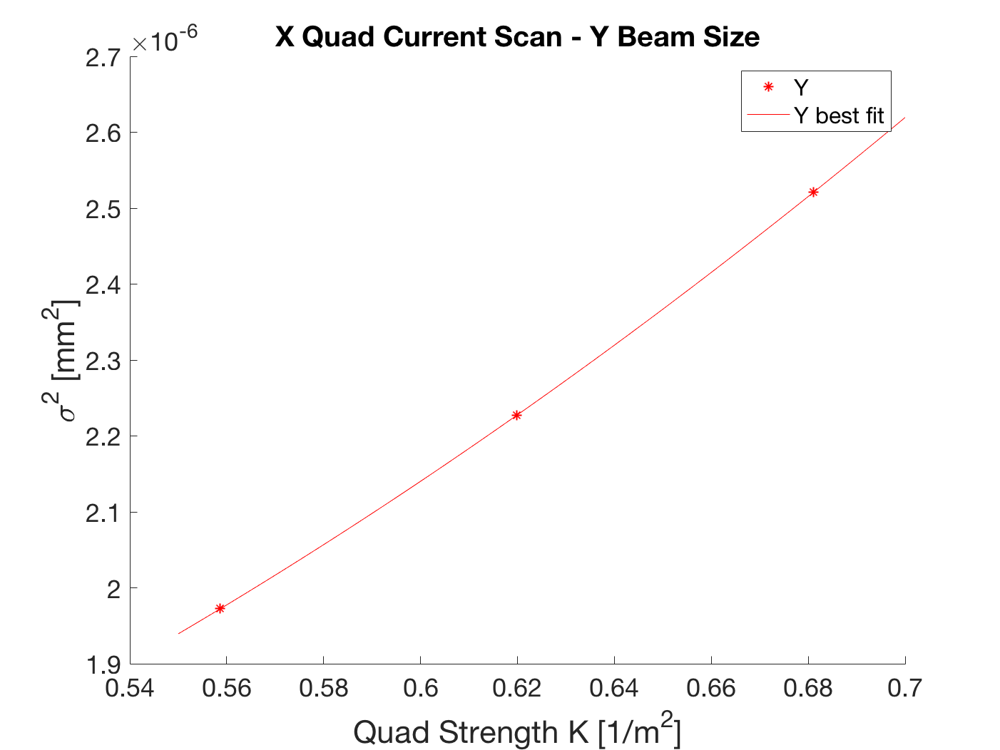 X Quad Current Scan - Y Beam Size
×10⁻⁶
Y
Y best fit
2.7
2.6
2.5
2.4
2.3
2.2
2.1
2
1.9
σ² [mm²]
0.54 0.56 0.58 0.6 0.62 0.64 0.66 0.68 0.7
Quad Strength K [1/m²]